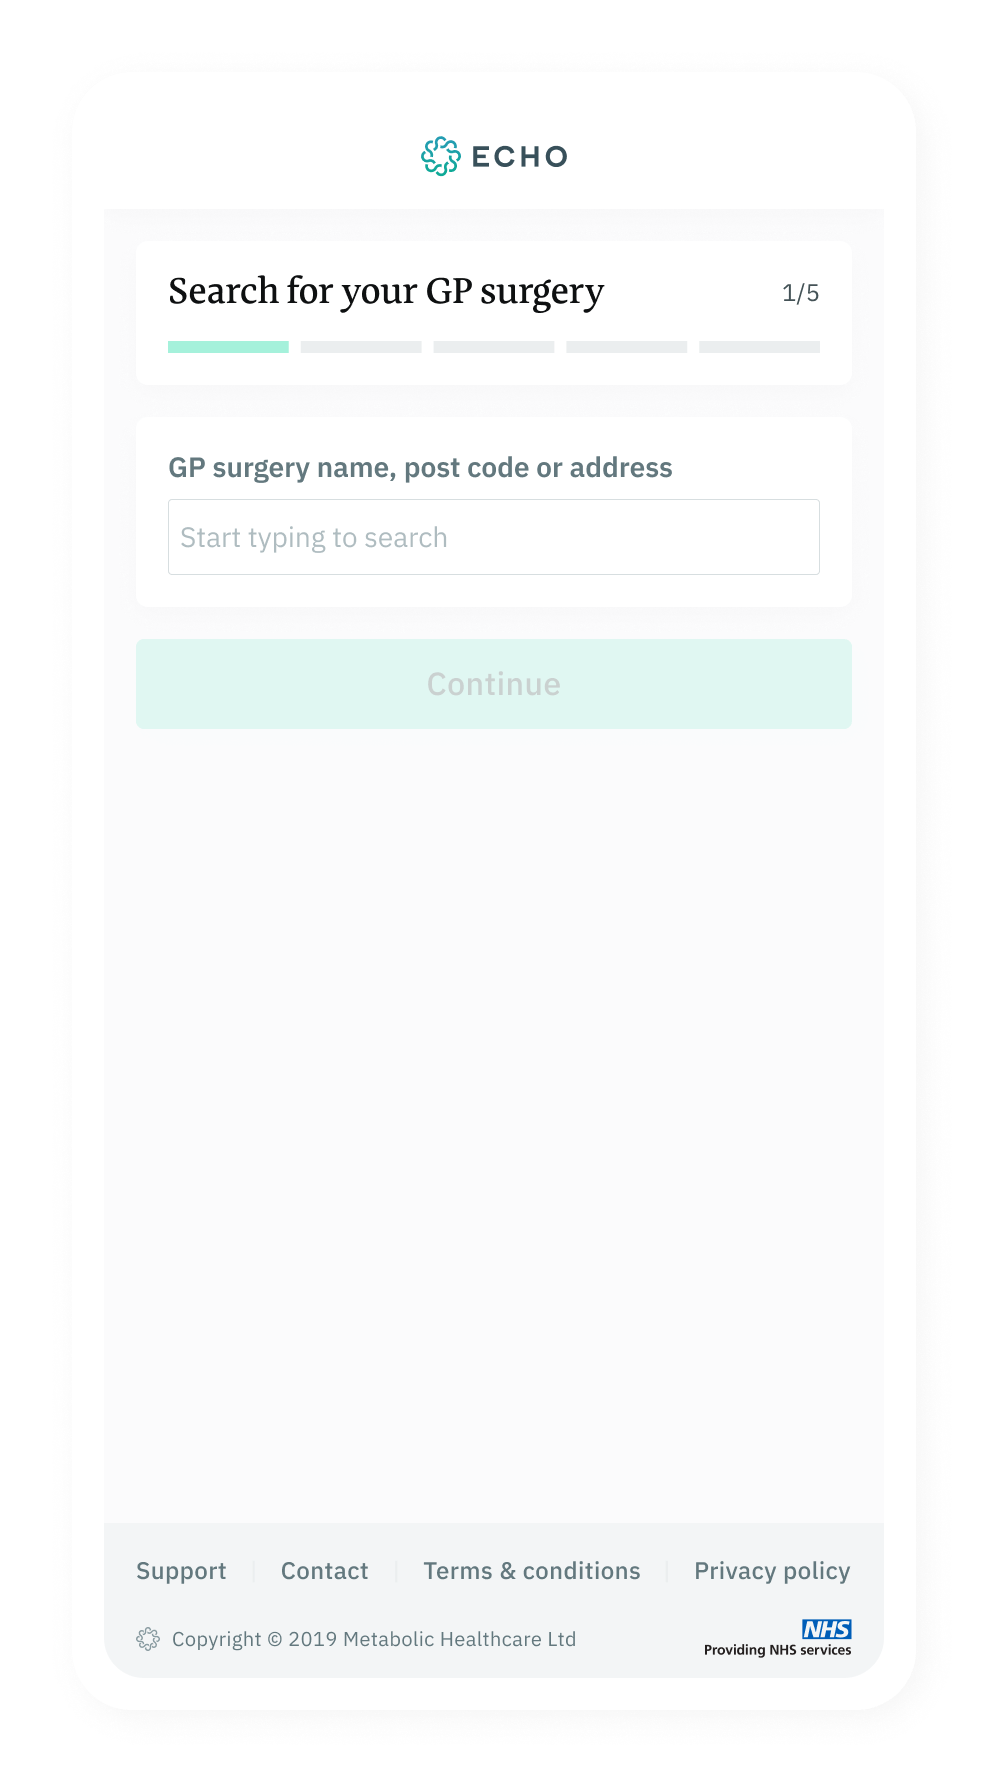 ECHO
Search for your GP surgery
1/5
GP surgery name, post code or address
Start typing to search
Continue
Support
Contact
Terms & conditions
Privacy policy
Copyright © 2019 Metabolic Healthcare Ltd
NHS
Providing NHS services